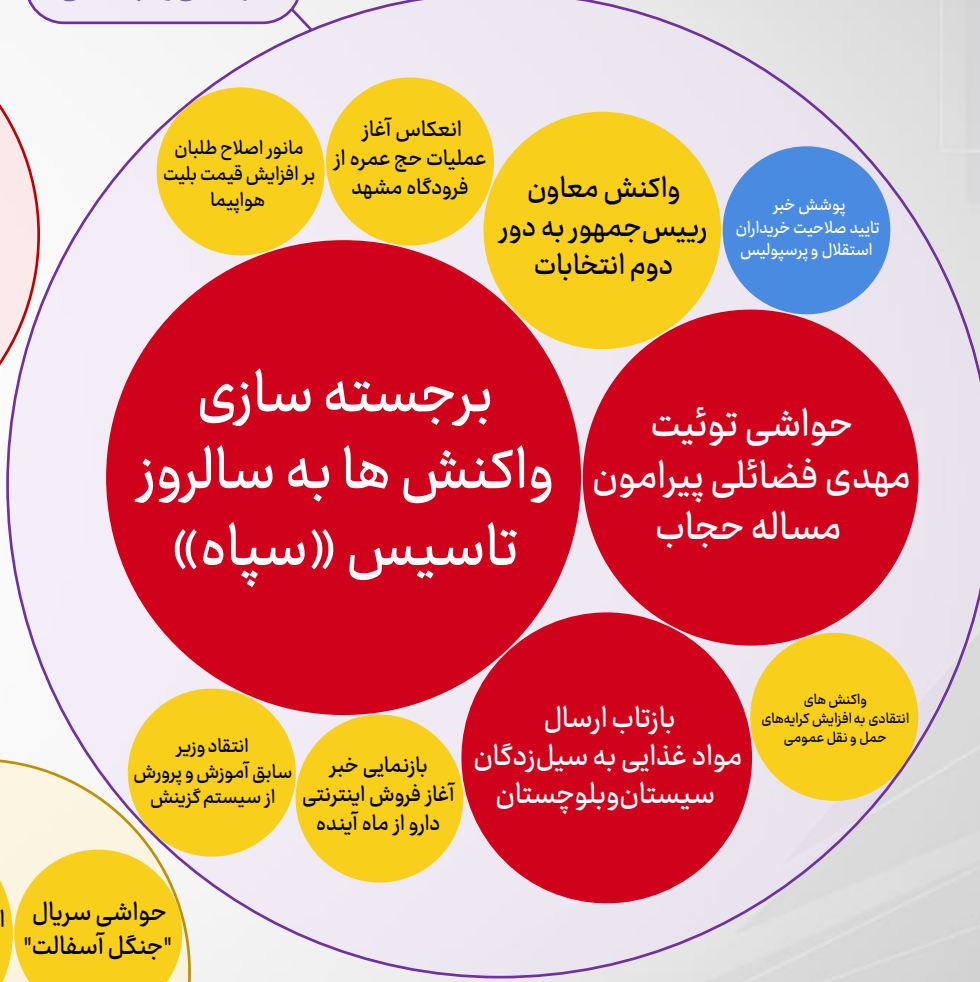 مانور اصلاح طلبان
بر افزایش قیمت بلیت
هواپیما
انعکاس آغاز
عملیات حج عمره از
فرودگاه مشهد
واکنش معاون
رییس‌جمهور به دور
دوم انتخابات
پوشش خبر
تایید صلاحیت خریداران
استقلال و پرسپولیس
برجسته سازی
واکنش ها به سالروز
تاسیس «سپاه»
حواشی توئیت
مهدی فضائلی پیرامون
مساله حجاب
واکنش های
انتقادی به افزایش کرایه‌های
حمل و نقل عمومی
بازتاب ارسال
مواد غذایی به سیل‌زدگان
سیستان‌وبلوچستان
بازنمایی خبر
آغاز فروش اینترنتی
دارو از ماه آینده
انتقاد وزیر
سابق آموزش و پرورش
از سیستم گزینش
حواشی سریال
"جنگل آسفالت"